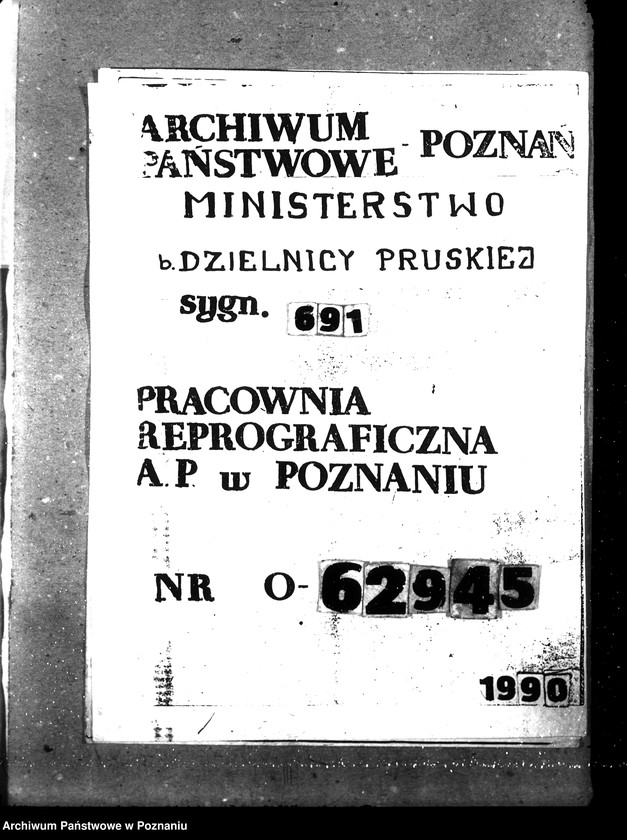 ARCHIWUM
PAŃSTWOWE - POZNAŃ
MINISTERSTWO
b. DZIELNICY PRUSKIEJ
sygn. 691
PRACOWNIA
REPROGRAFICZNA
A.P. w POZNANIU
NR O-62945
1990
Archiwum Państwowe w Poznaniu